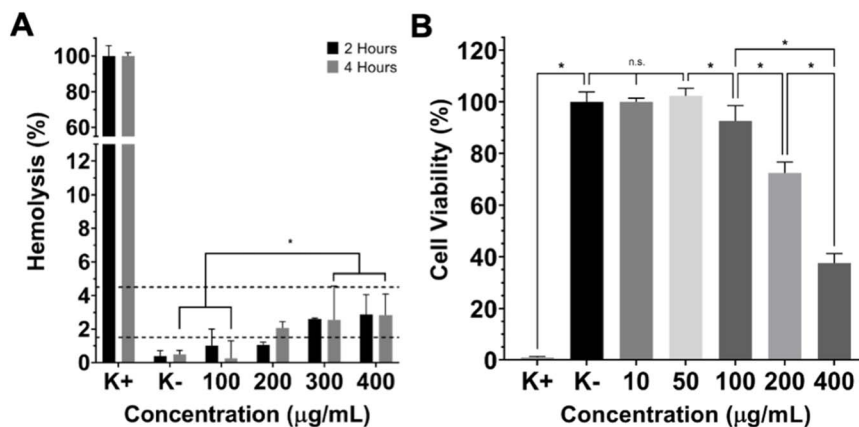 A
2 Hours
4 Hours
Hemolysis (%)
100
80
60
14
12
10
8
6
4
2
0
*
K+ K- 100 200 300 400
Concentration (μg/mL)
B
Cell Viability (%)
120
100
80
60
40
20
0
*
* n.s. * * *
K+ K- 10 50 100 200 400
Concentration (μg/mL)